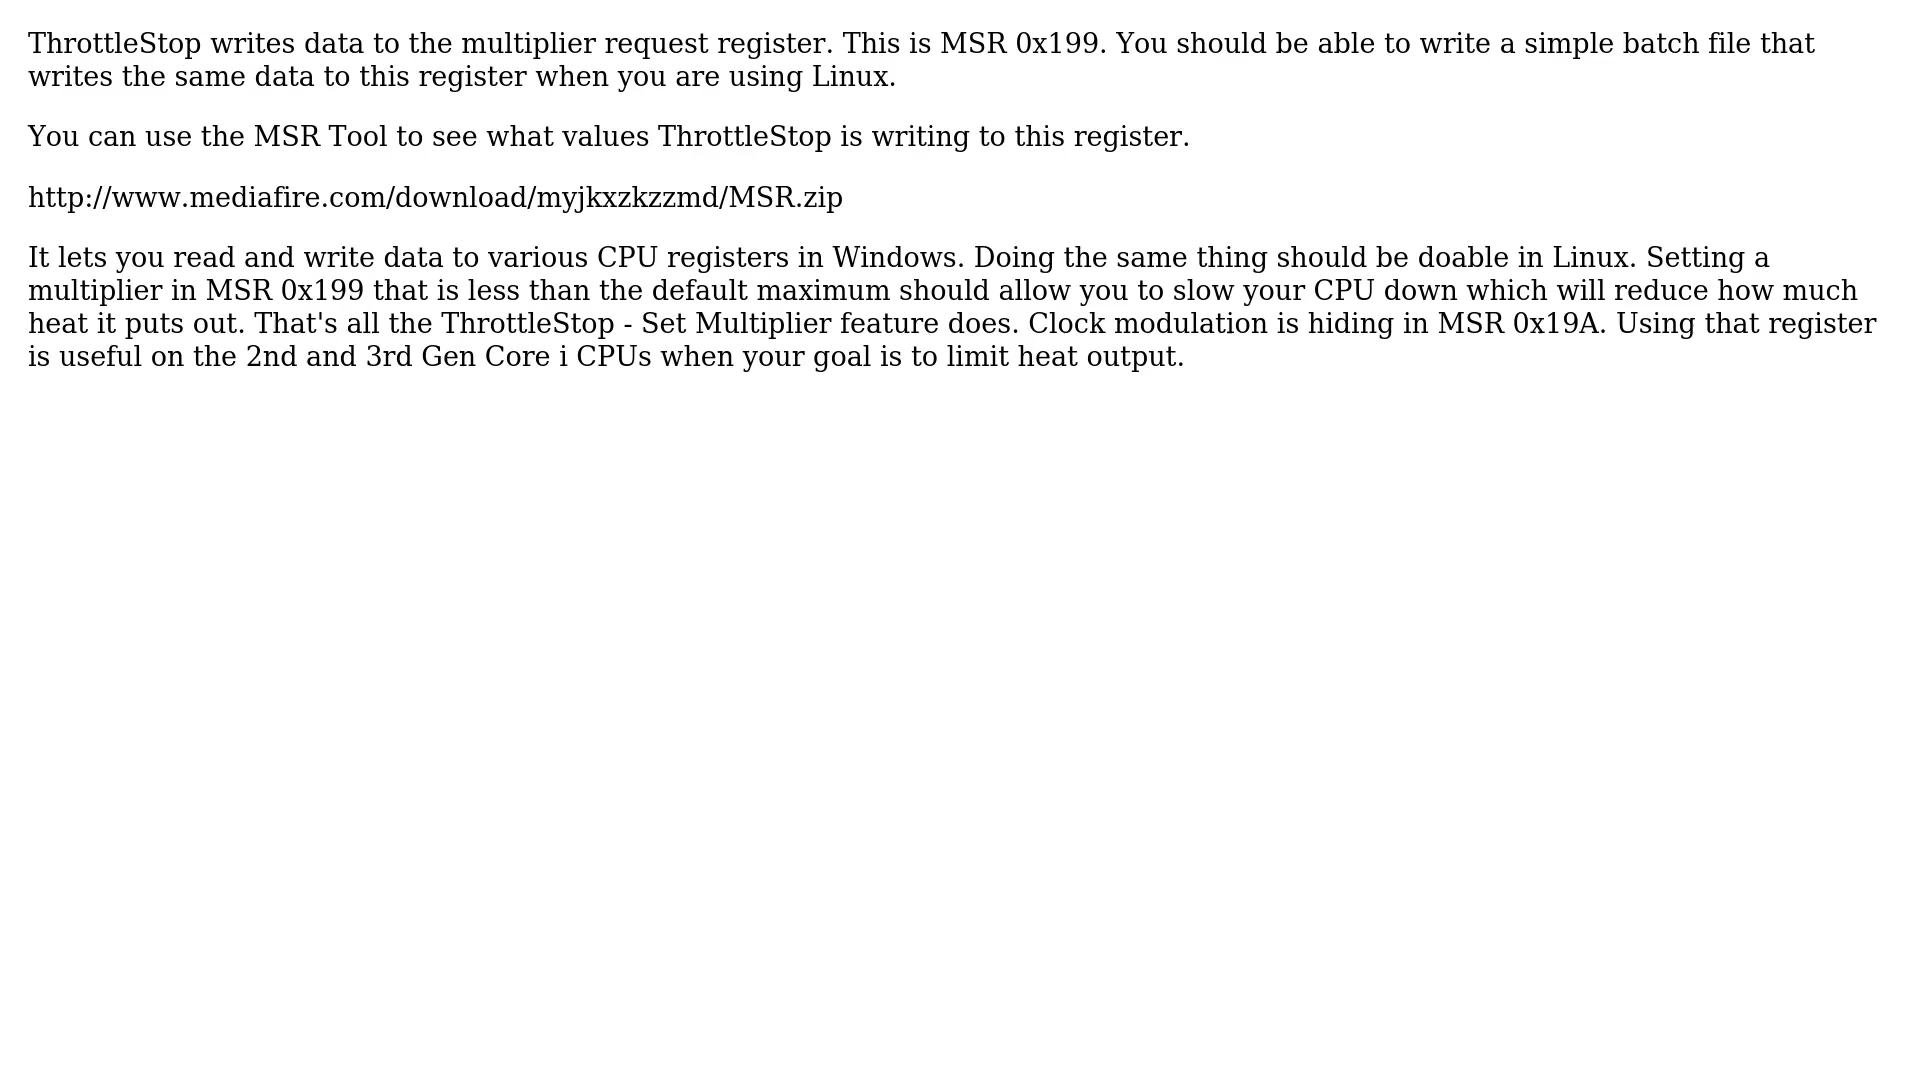 ThrottleStop writes data to the multiplier request register. This is MSR 0x199. You should be able to write a simple batch file that
writes the same data to this register when you are using Linux.
You can use the MSR Tool to see what values ThrottleStop is writing to this register.
http://www.mediafire.com/download/myjkxzkzzmd/MSR.zip
It lets you read and write data to various CPU registers in Windows. Doing the same thing should be doable in Linux. Setting a
multiplier in MSR 0x199 that is less than the default maximum should allow you to slow your CPU down which will reduce how much
heat it puts out. That's all the ThrottleStop - Set Multiplier feature does. Clock modulation is hiding in MSR 0x19A. Using that register
is useful on the 2nd and 3rd Gen Core i CPUs when your goal is to limit heat output.